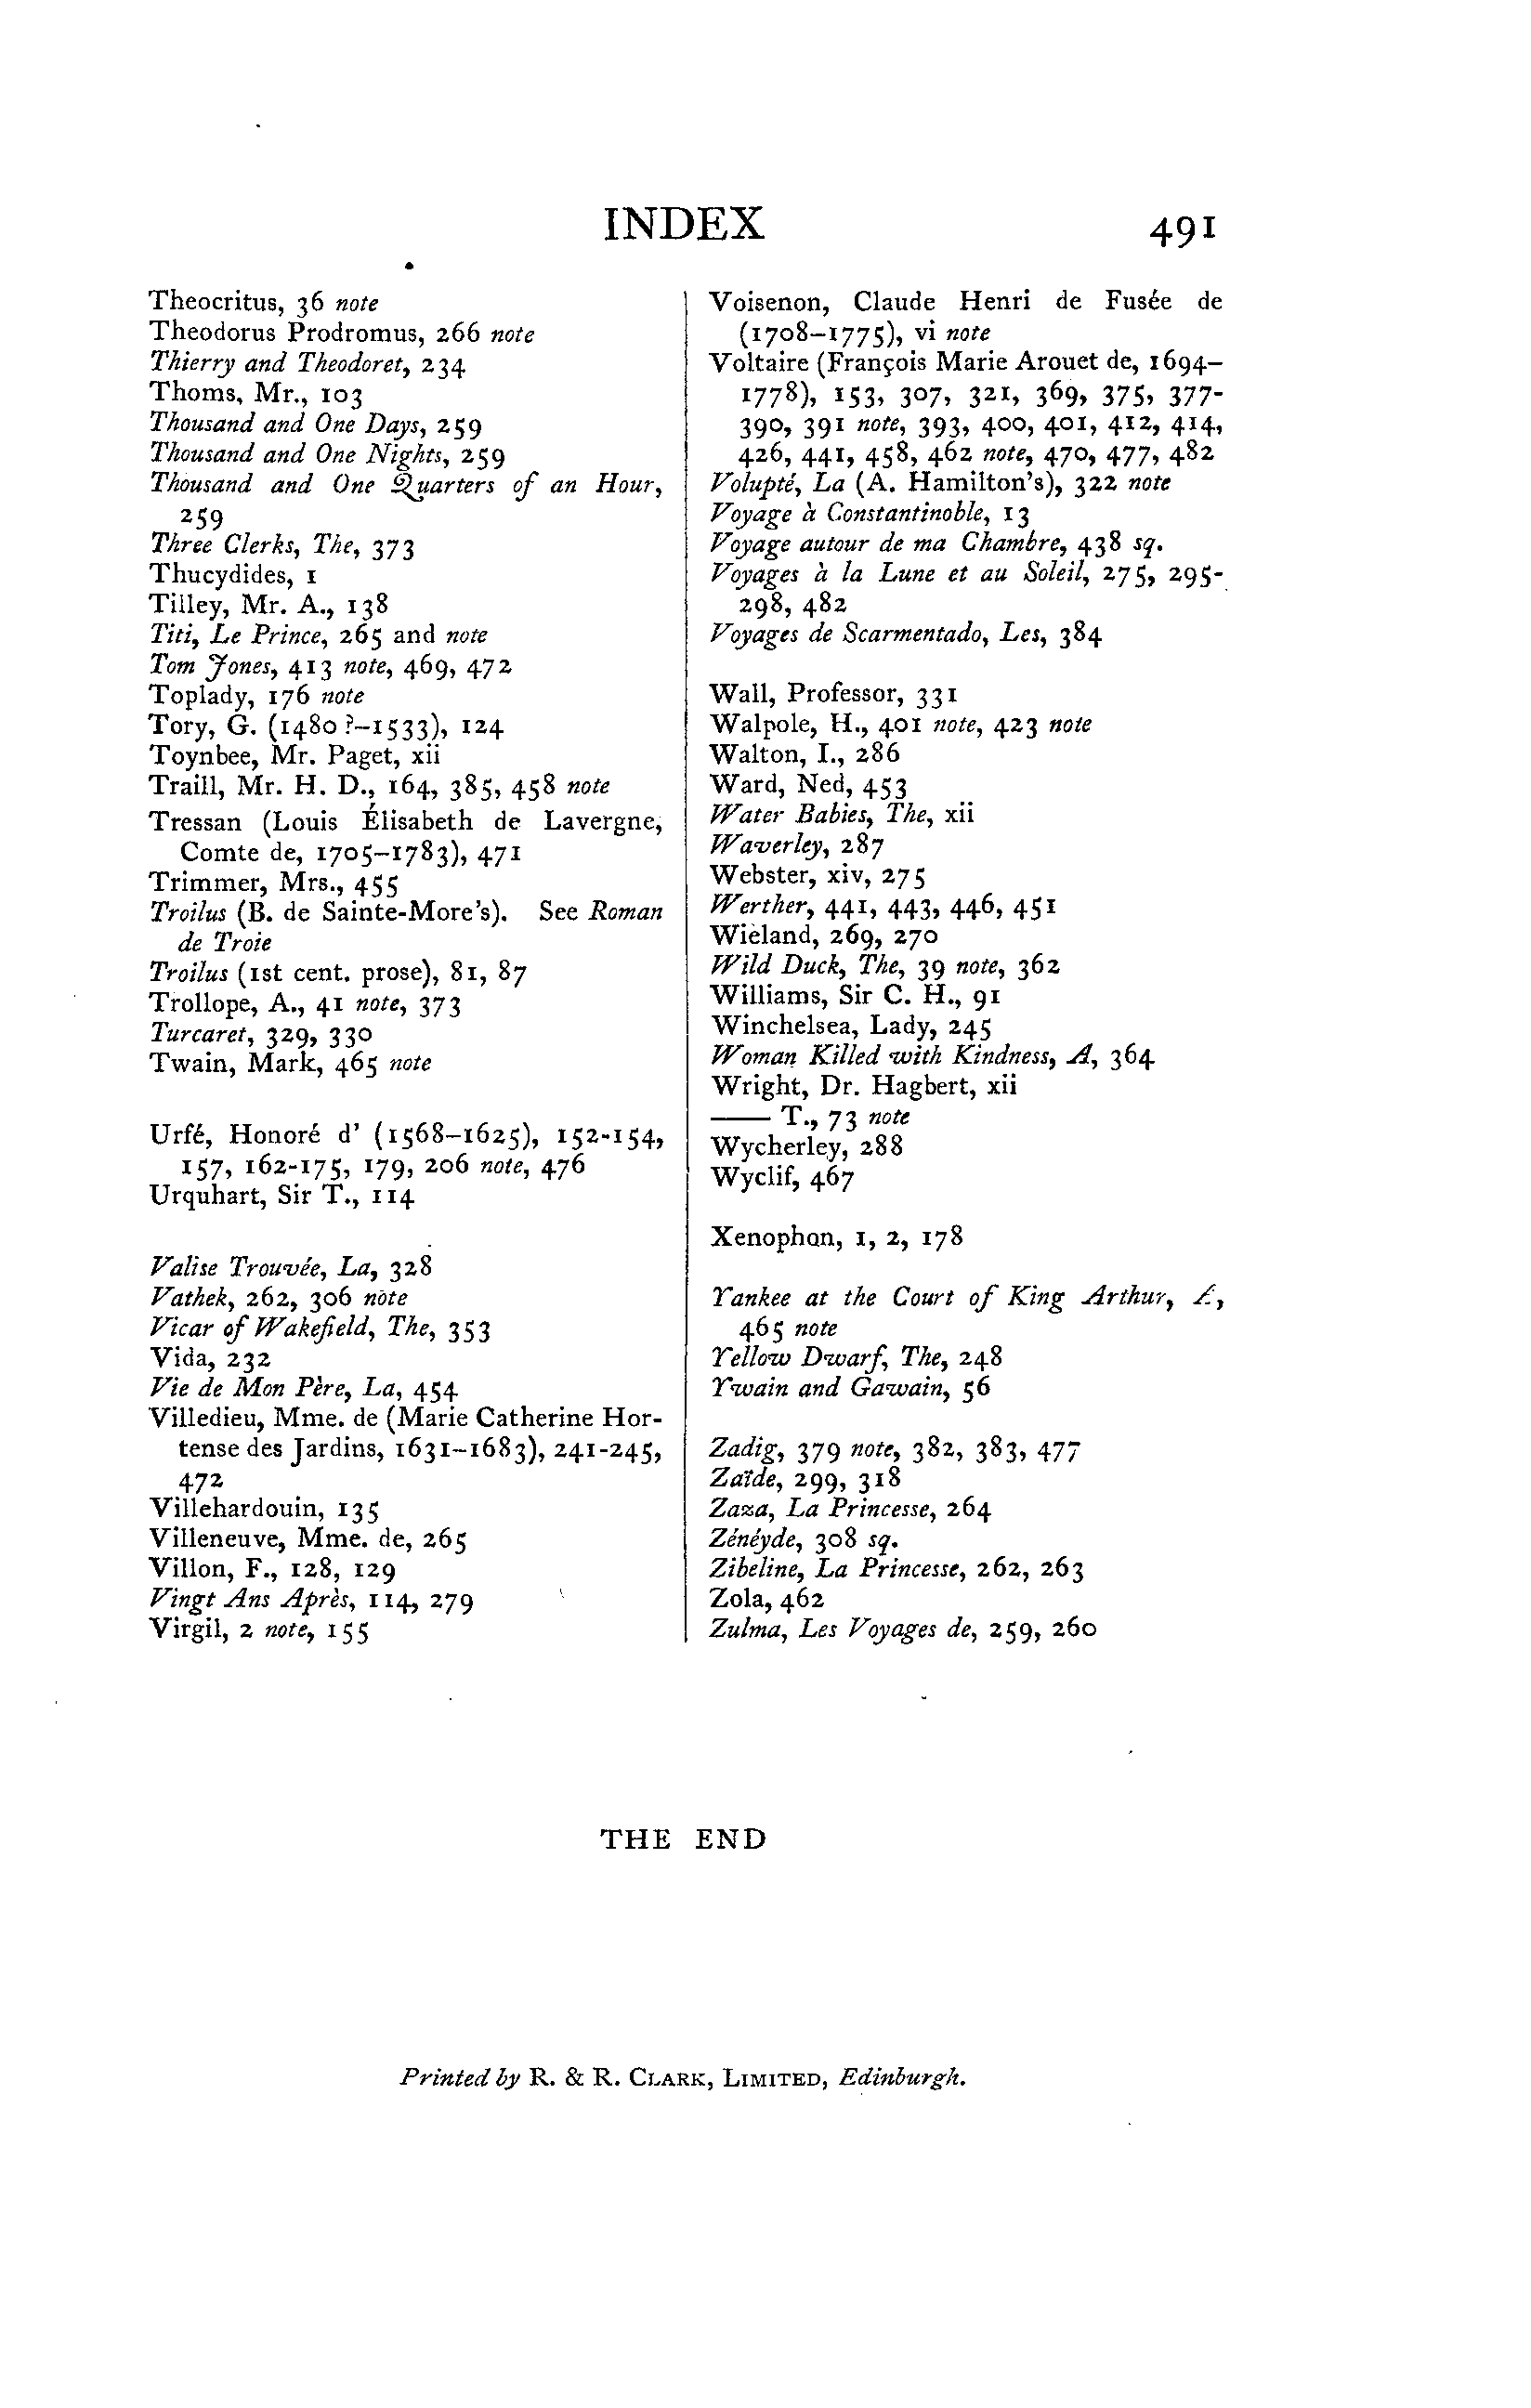 INDEX 491
Theocritus, 36 note
Theodorus Prodromus, 266 note
Thierry and Theodoret, 234
Thoms, Mr., 103
Thousand and One Days, 259
Thousand and One Nights, 259
Thousand and One Quarters of an Hour,
259
Three Clerks, The, 373
Thucydides, 1
Tilley, Mr. A., 138
Titi, Le Prince, 265 and note
Tom Jones, 413 note, 469, 472
Toplady, 176 note
Tory, G. (1480?–1533), 124
Toynbee, Mr. Paget, xii
Traill, Mr. H. D., 164, 385, 458 note
Tressan (Louis Élisabeth de Lavergne,
Comte de, 1705–1783), 471
Trimmer, Mrs., 455
Troilus (B. de Sainte-More's). See Roman
de Troie
Troilus (1st cent. prose), 81, 87
Trollope, A., 41 note, 373
Turcaret, 329, 330
Twain, Mark, 465 note
Urfé, Honoré d' (1568–1625), 152-154,
157, 162-175, 179, 206 note, 476
Urquhart, Sir T., 114
Valise Trouvée, La, 328
Vathek, 262, 306 note
Vicar of Wakefield, The, 353
Vida, 232
Vie de Mon Père, La, 454
Villedieu, Mme. de (Marie Catherine Hor-
tense des Jardins, 1631–1683), 241-245,
472
Villehardouin, 135
Villeneuve, Mme. de, 265
Villon, F., 128, 129
Vingt Ans Après, 114, 279
Virgil, 2 note, 155
Voisenon, Claude Henri de Fusée de
(1708–1775), vi note
Voltaire (François Marie Arouet de, 1694–
1778), 153, 307, 321, 369, 375, 377-
390, 391 note, 393, 400, 401, 412, 414,
426, 441, 458, 462 note, 470, 477, 482
Volupté, La (A. Hamilton's), 322 note
Voyage à Constantinoble, 13
Voyage autour de ma Chambre, 438 sq.
Voyages à la Lune et au Soleil, 275, 295-
298, 482
Voyages de Scarmentado, Les, 384
Wall, Professor, 331
Walpole, H., 401 note, 423 note
Walton, I., 286
Ward, Ned, 453
Water Babies, The, xii
Waverley, 287
Webster, xiv, 275
Werther, 441, 443, 446, 451
Wieland, 269, 270
Wild Duck, The, 39 note, 362
Williams, Sir C. H., 91
Winchelsea, Lady, 245
Woman Killed with Kindness, A, 364
Wright, Dr. Hagbert, xii
—— T., 73 note
Wycherley, 288
Wyclif, 467
Xenophon, 1, 2, 178
Yankee at the Court of King Arthur, A,
465 note
Yellow Dwarf, The, 248
Ywain and Gawain, 56
Zadig, 379 note, 382, 383, 477
Zaïde, 299, 318
Zaza, La Princesse, 264
Zénéyde, 308 sq.
Zibeline, La Princesse, 262, 263
Zola, 462
Zulma, Les Voyages de, 259, 260
THE END
Printed by R. & R. CLARK, LIMITED, Edinburgh.